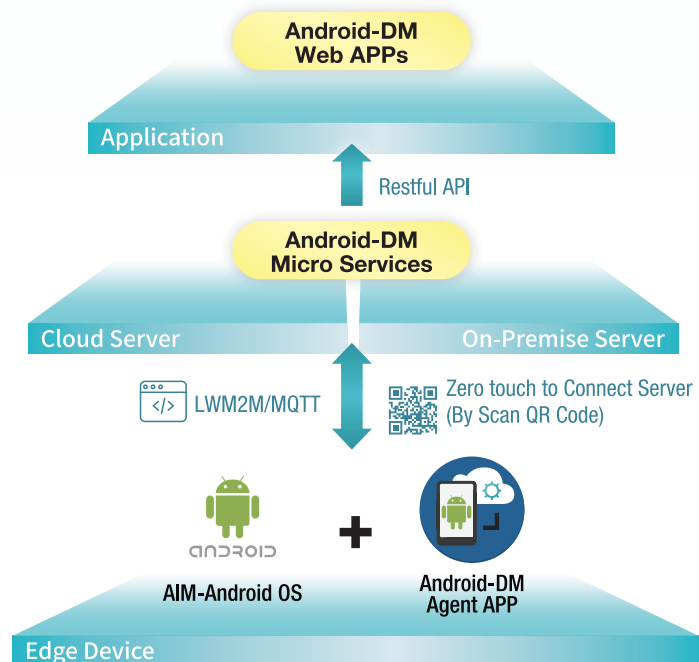 Android-DM
Web APPs
Application
Restful API
Android-DM
Micro Services
Cloud Server
On-Premise Server
</> LWM2M/MQTT
Zero touch to Connect Server
(By Scan QR Code)
ANDROID
AIM-Android OS
+
Android-DM
Agent APP
Edge Device